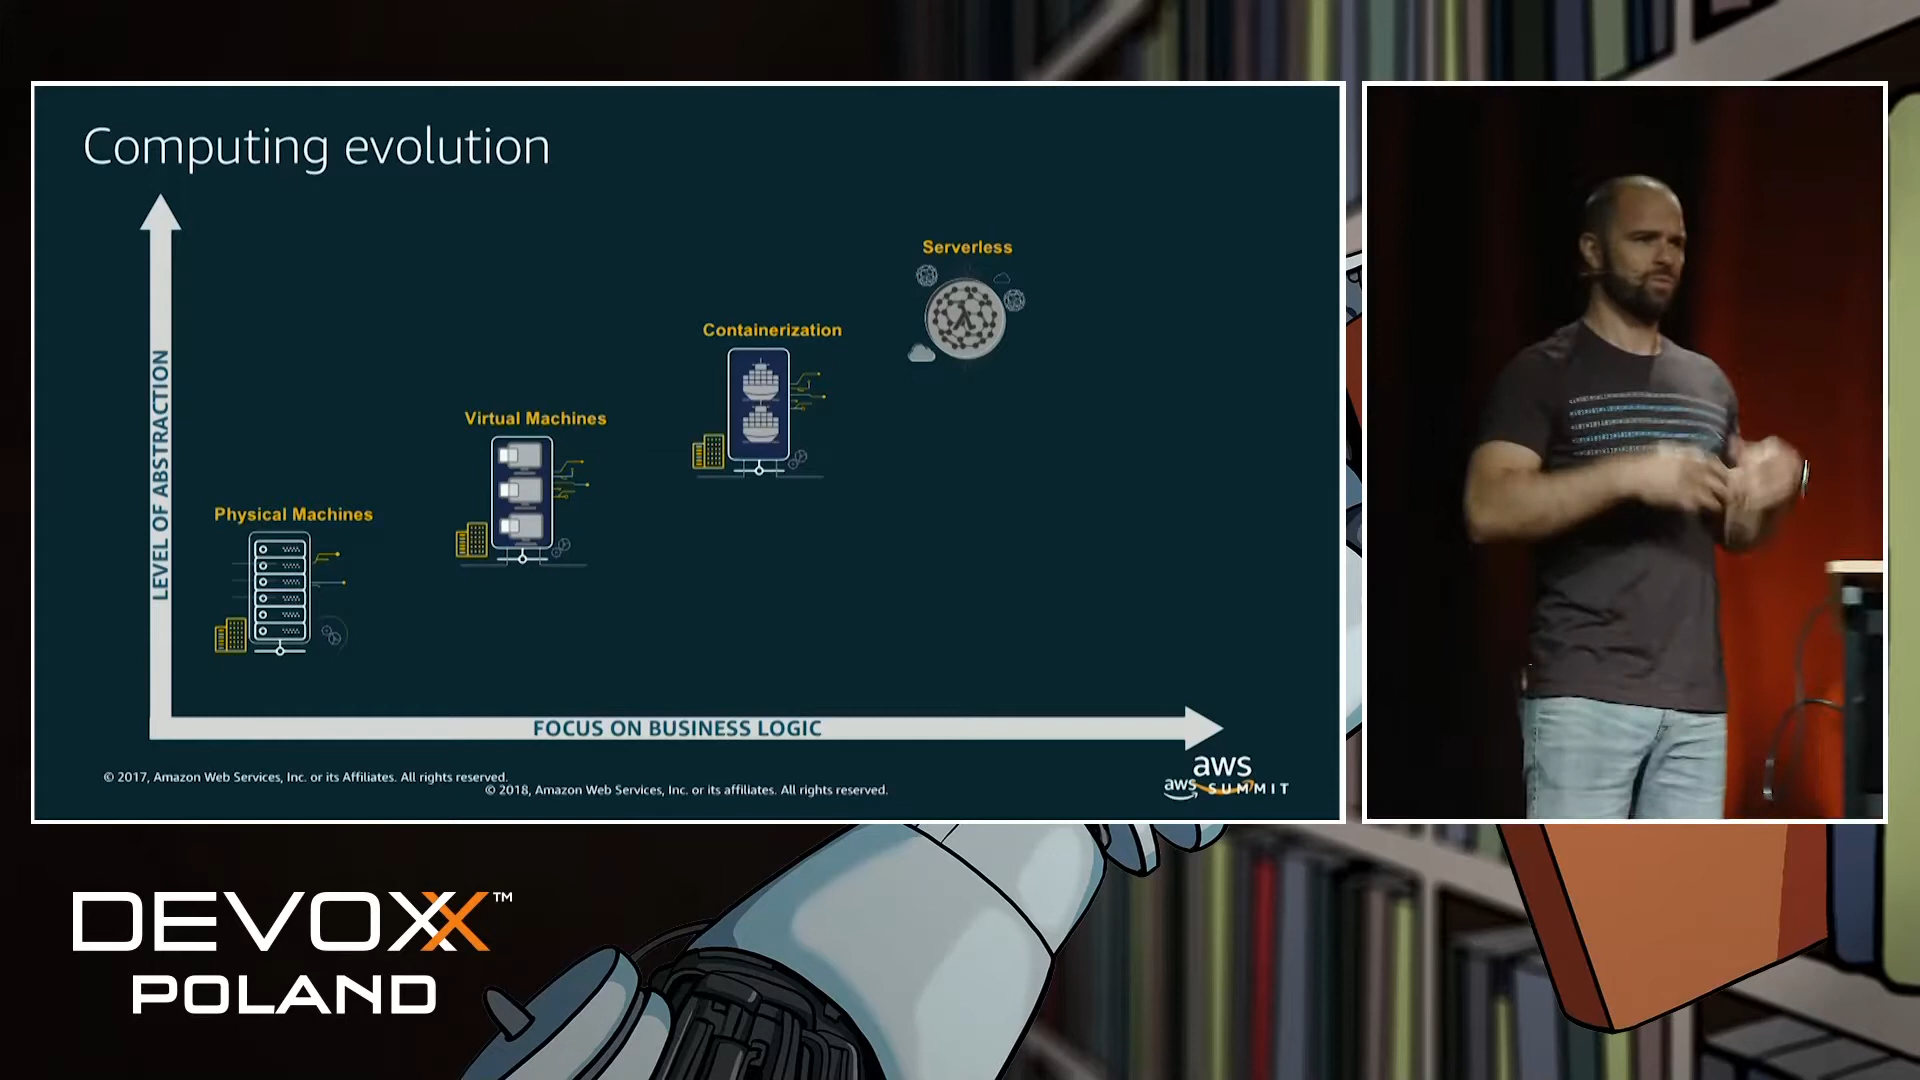 Computing evolution
Serverless
Containerization
Virtual Machines
Physical Machines
LEVEL OF ABSTRACTION
FOCUS ON BUSINESS LOGIC
© 2017, Amazon Web Services, Inc. or its Affiliates. All rights reserved.
© 2018, Amazon Web Services, Inc. or its affiliates. All rights reserved.
aws
aws SUMMIT
DEVOXX™
POLAND